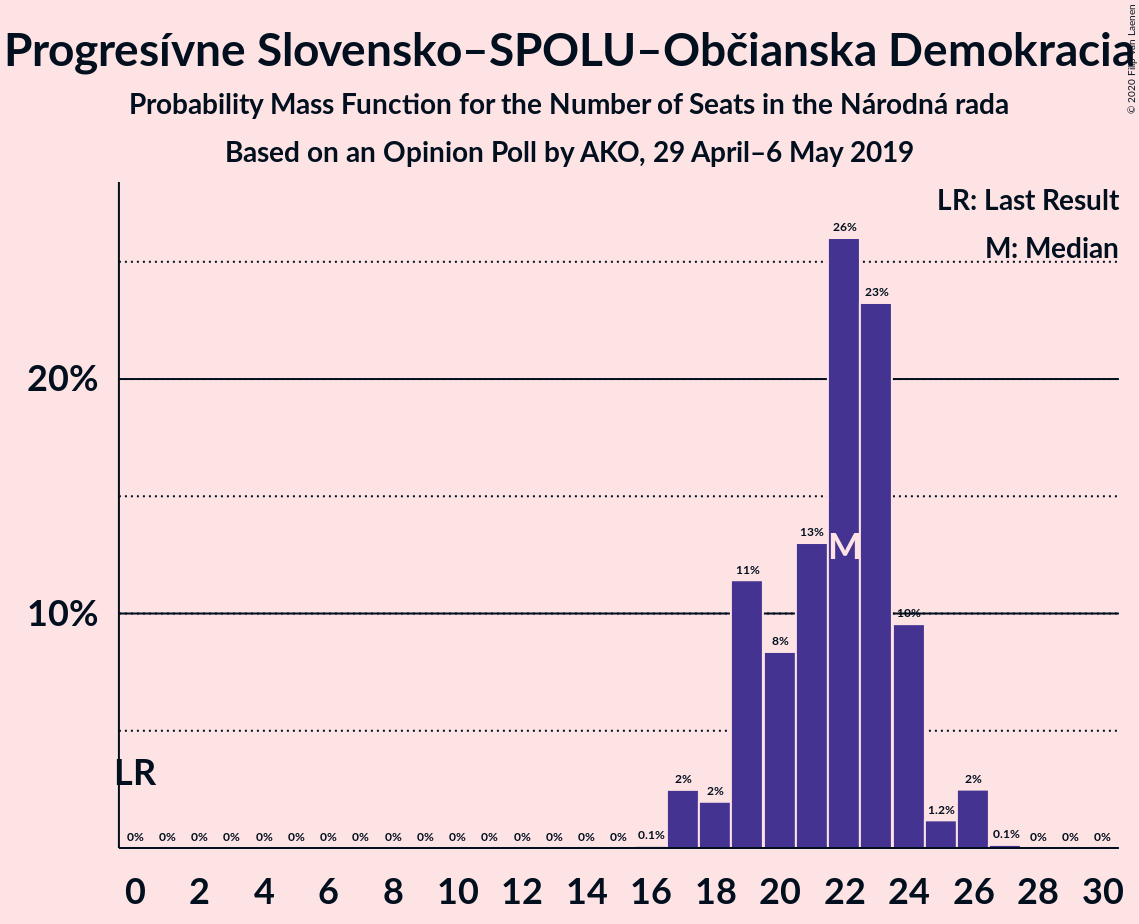 Progresívne Slovensko–SPOLU–Občianska Demokracia
Probability Mass Function for the Number of Seats in the Národná rada
Based on an Opinion Poll by AKO, 29 April–6 May 2019
© 2020 Filip van Laenen
LR: Last Result
M: Median
26%
23%
20%
13%
M
11%
10%
10%
8%
LR
2%
2%
2%
1.2%
0% 0% 0% 0% 0% 0% 0% 0% 0% 0% 0% 0% 0% 0% 0% 0% 0.1% 0.1% 0% 0% 0%
0 2 4 6 8 10 12 14 16 18 20 22 24 26 28 30